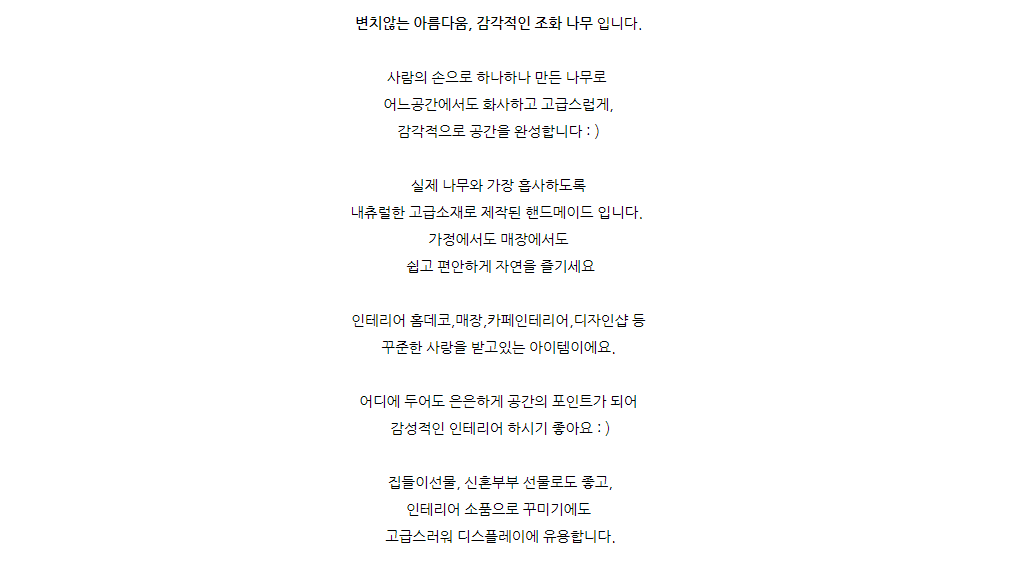 변치않는 아름다움, 감각적인 조화 나무 입니다.
사람의 손으로 하나하나 만든 나무로
어느공간에서도 화사하고 고급스럽게,
감각적으로 공간을 완성합니다 : )
실제 나무와 가장 흡사하도록
내츄럴한 고급소재로 제작된 핸드메이드 입니다.
가정에서도 매장에서도
쉽고 편안하게 자연을 즐기세요
인테리어 홈데코,매장,카페인테리어,디자인샵 등
꾸준한 사랑을 받고있는 아이템이에요.
어디에 두어도 은은하게 공간의 포인트가 되어
감성적인 인테리어 하시기 좋아요 : )
집들이선물, 신혼부부 선물로도 좋고,
인테리어 소품으로 꾸미기에도
고급스러워 디스플레이에 유용합니다.